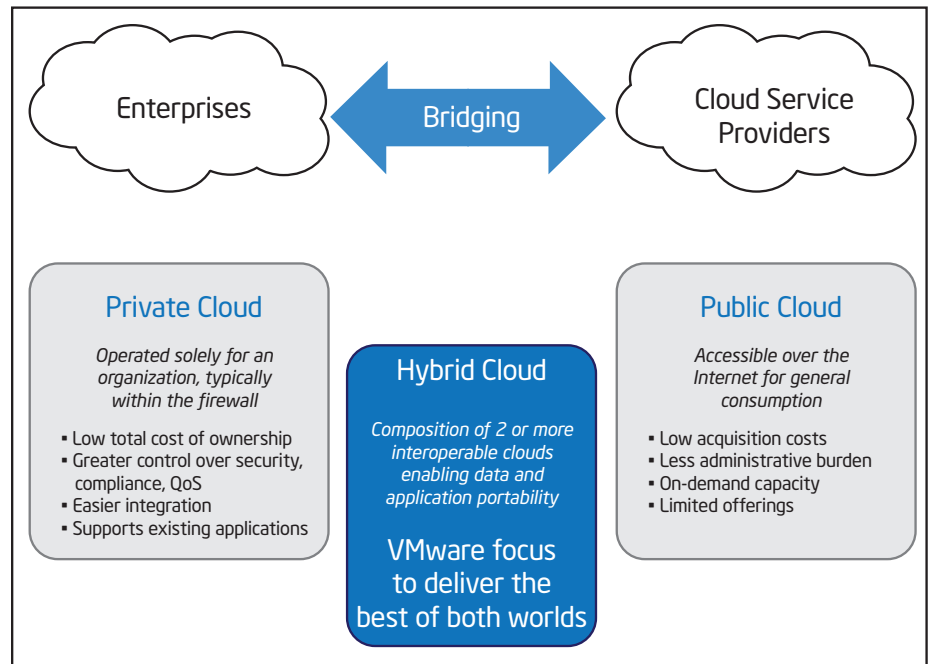 Enterprises
Bridging
Cloud Service
Providers
Private Cloud
Operated solely for an
organization, typically
within the firewall
▪ Low total cost of ownership
▪ Greater control over security,
compliance, QoS
▪ Easier integration
▪ Supports existing applications
Hybrid Cloud
Composition of 2 or more
interoperable clouds
enabling data and
application portability
VMware focus
to deliver the
best of both worlds
Public Cloud
Accessible over the
Internet for general
consumption
▪ Low acquisition costs
▪ Less administrative burden
▪ On-demand capacity
▪ Limited offerings